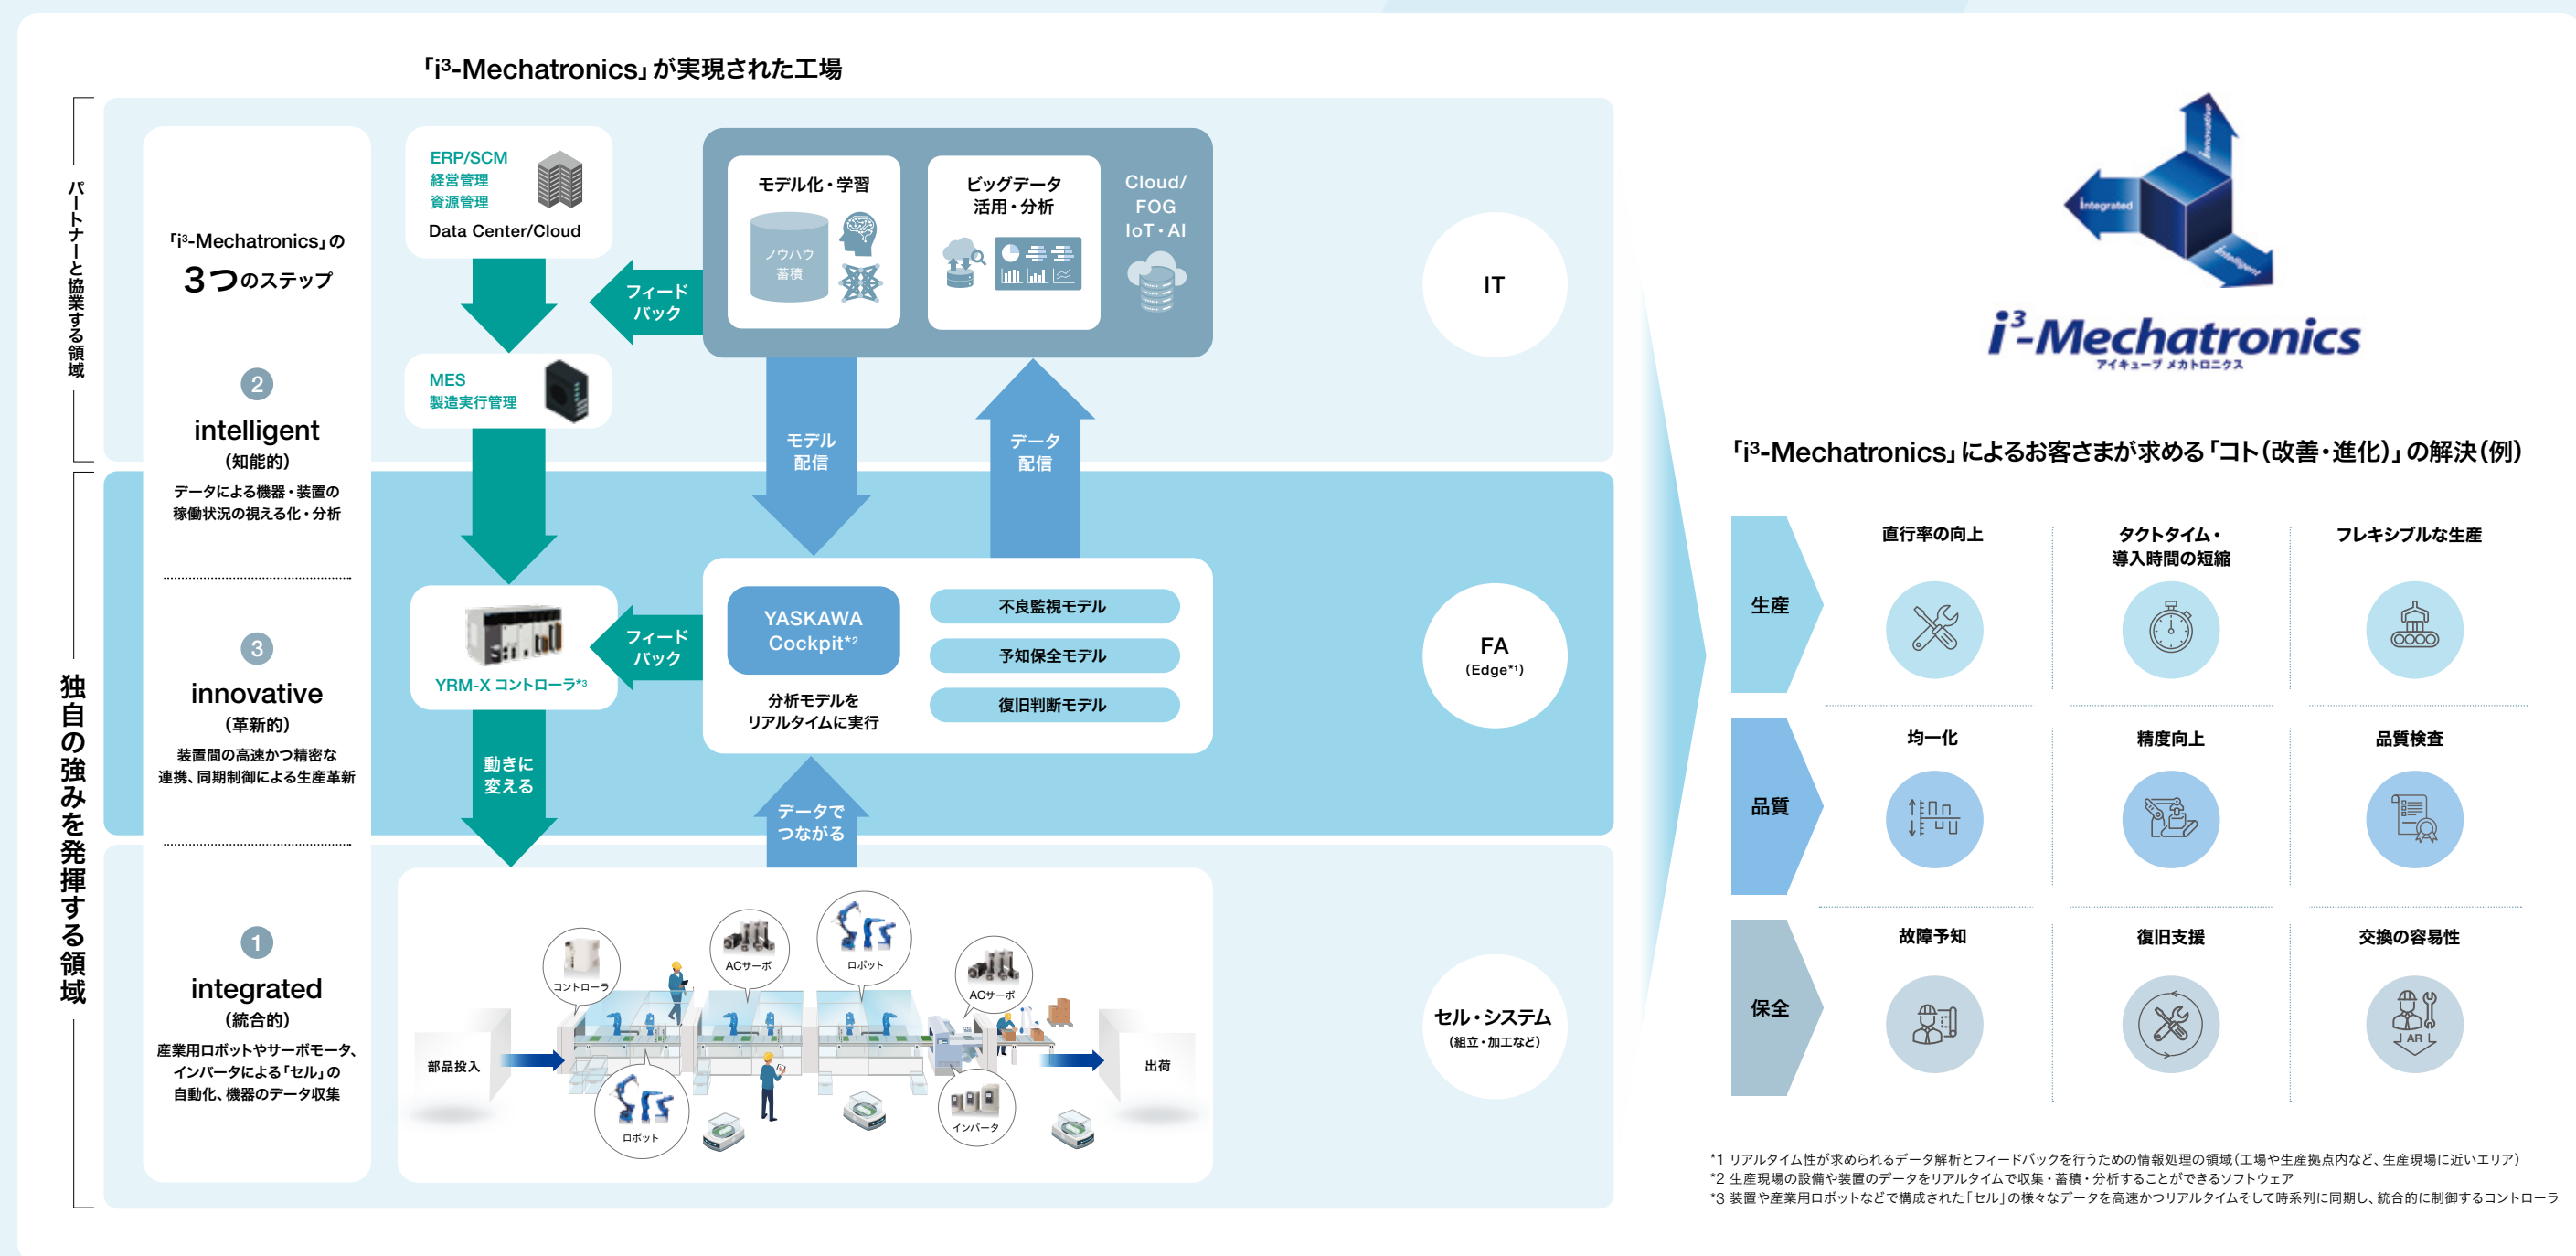 「i³-Mechatronics」が実現された工場
パートナーと協業する領域
独自の強みを発揮する領域
「i³-Mechatronics」の
3つのステップ
2
intelligent
（知能的）
データによる機器・装置の
稼働状況の視える化・分析
3
innovative
（革新的）
装置間の高速かつ精密な
連携、同期制御による生産革新
1
integrated
（統合的）
産業用ロボットやサーボモータ、
インバータによる「セル」の
自動化、機器のデータ収集
ERP/SCM
経営管理
資源管理
Data Center/Cloud
フィード
バック
モデル化・学習
ノウハウ
蓄積
ビッグデータ
活用・分析
Cloud/
FOG
IoT・AI
IT
MES
製造実行管理
モデル
配信
データ
配信
YRM-X コントローラ*3
フィード
バック
YASKAWA
Cockpit*2
分析モデルを
リアルタイムに実行
不良監視モデル
予知保全モデル
復旧判断モデル
FA
（Edge*1）
動きに
変える
データで
つながる
コントローラ
ACサーボ
ロボット
ACサーボ
部品投入
出荷
ロボット
インバータ
セル・システム
（組立・加工など）
innovative
integrated
intelligent
i³-Mechatronics
アイキューブ メカトロニクス
「i³-Mechatronics」によるお客さまが求める「コト（改善・進化）」の解決（例）
生産
直行率の向上
タクトタイム・
導入時間の短縮
フレキシブルな生産
品質
均一化
精度向上
品質検査
保全
故障予知
復旧支援
交換の容易性
AR
*1 リアルタイム性が求められるデータ解析とフィードバックを行うための情報処理の領域（工場や生産拠点内など、生産現場に近いエリア）
*2 生産現場の設備や装置のデータをリアルタイムで収集・蓄積・分析することができるソフトウェア
*3 装置や産業用ロボットなどで構成された「セル」の様々なデータを高速かつリアルタイムそして時系列に同期し、統合的に制御するコントローラ